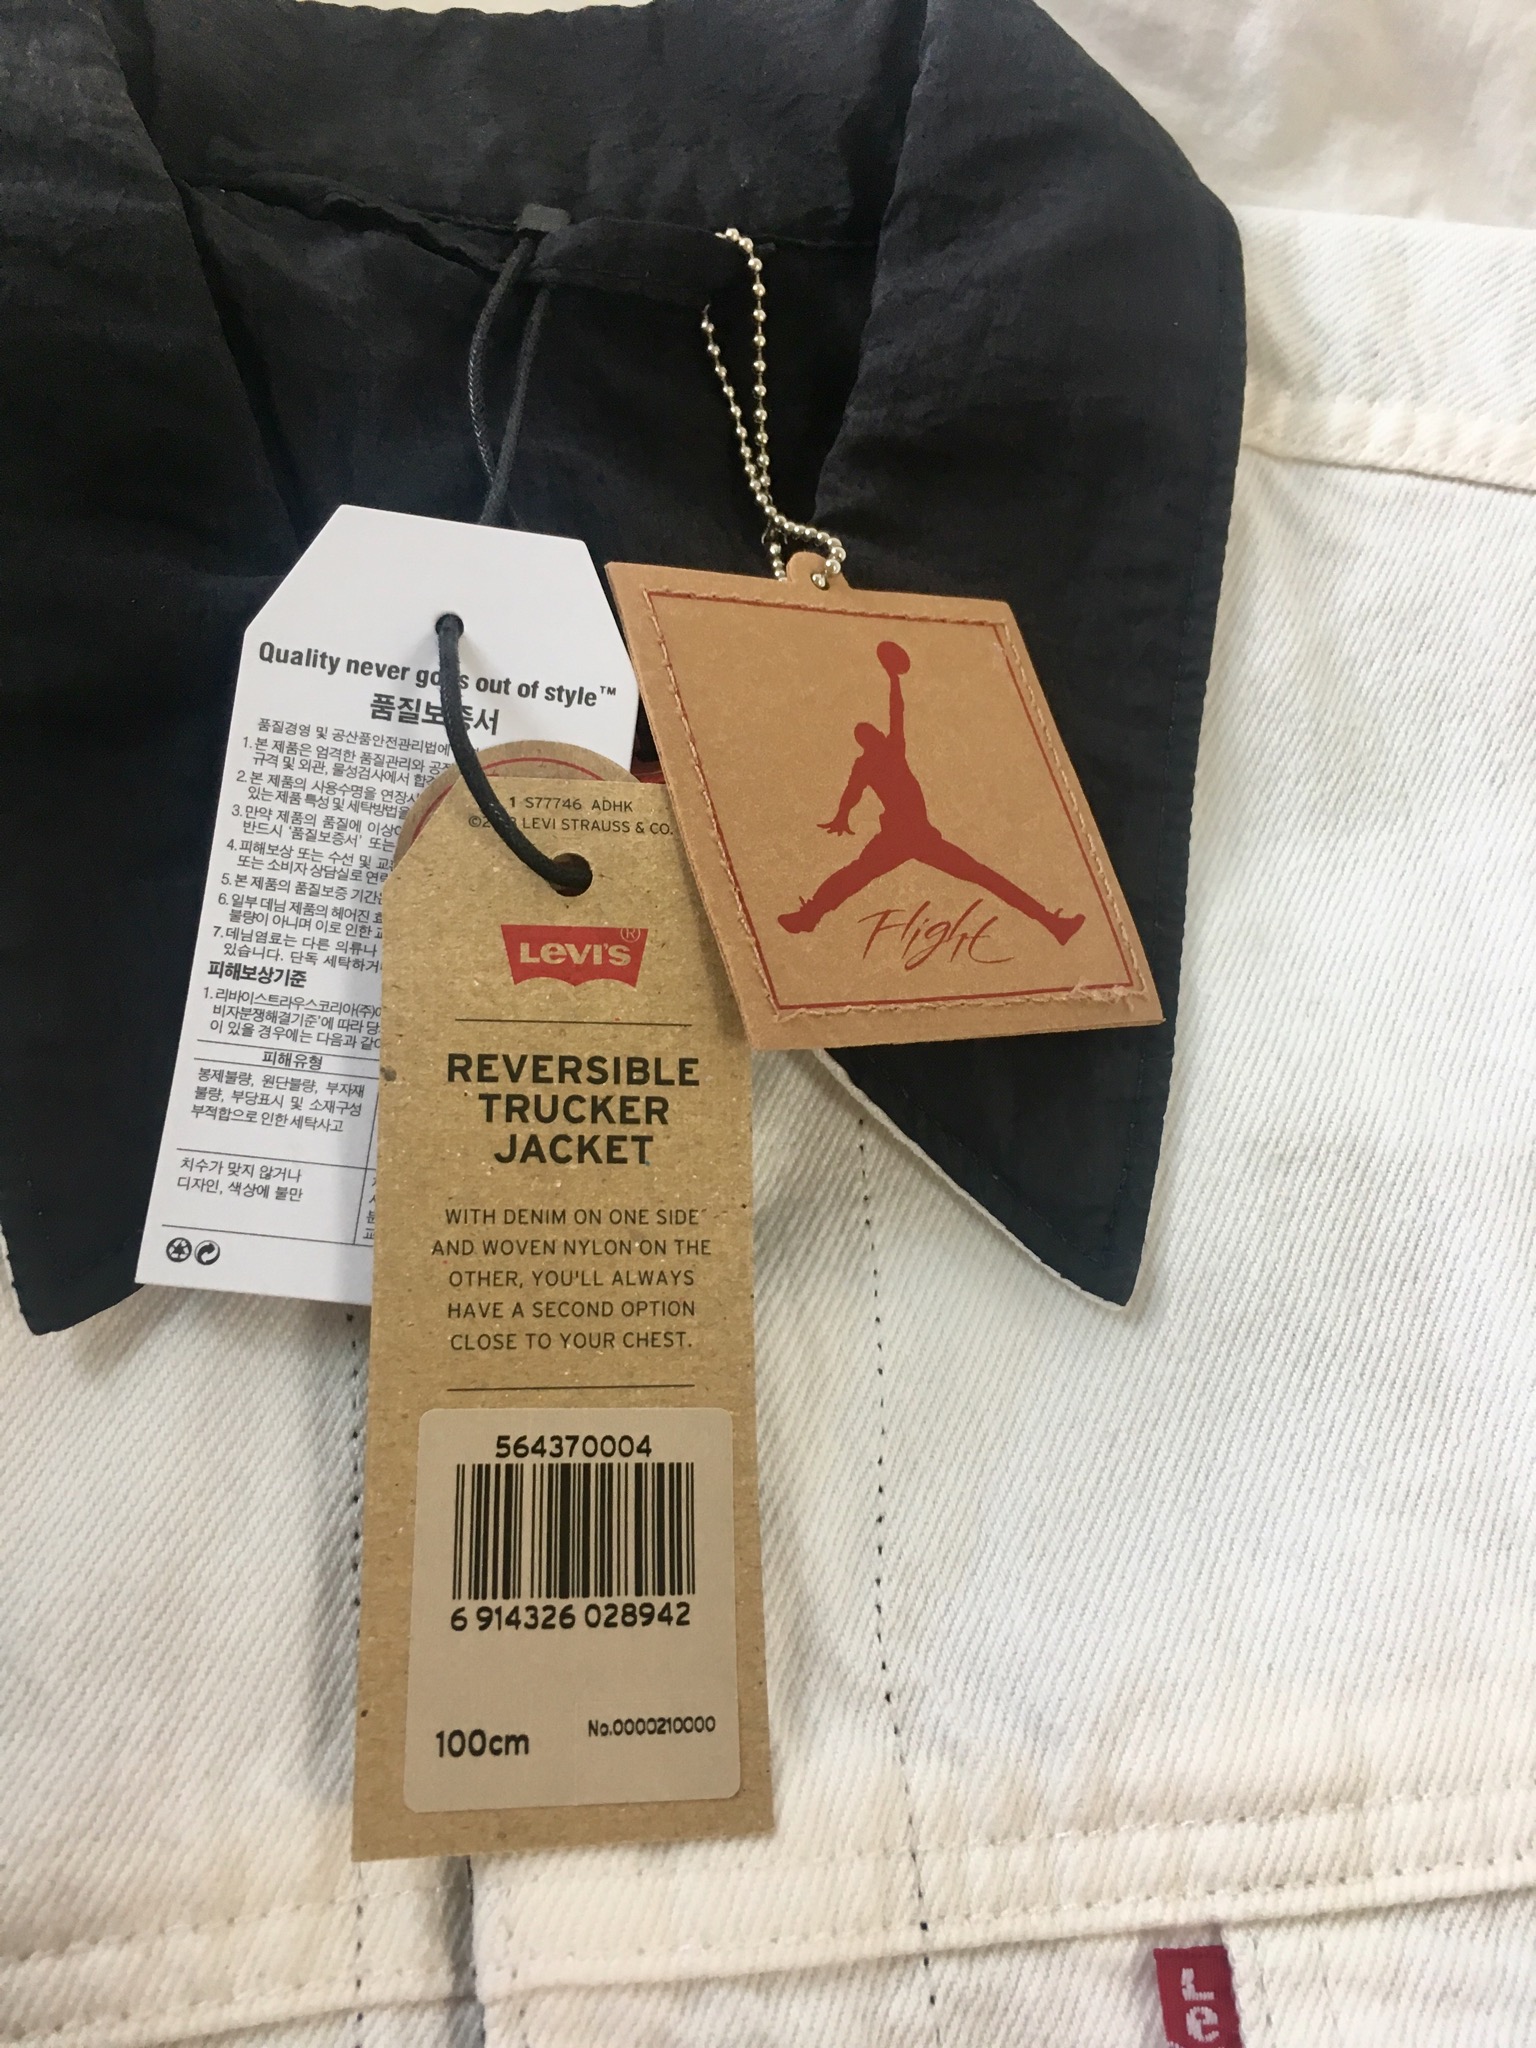 Quality never goes out of style™
품질보증서
품질경영 및 공산품안전관리법에
1. 본 제품은 엄격한 품질관리와
규격 및 외관, 물성검사에서
2. 본 제품의 사용수명을
있는 제품 특성 및 세탁방법을
3. 만약 제품의 품질에
반드시 '품질보증서' 또는
4. 피해보상 또는 수선 및
또는 소비자 상담실로
5. 본 제품의 품질보증
6. 일부 데님 제품의 헤어진
불량이 아니며 이로 인한
7. 데님염료는 다른 의류나
있습니다. 단독
피해보상기준
1. 리바이스트라우스코리아(주)
비자분쟁해결기준'에 따라
이 있을 경우에는 다음과
피해유형
봉제불량, 원단불량, 부자재
불량, 부당표시 및 소재구성
부적합으로 인한 세탁사고
치수가 맞지 않거나
디자인, 색상에 불만
1 S77746 ADHK
LEVI STRAUSS & CO.
LEVI'S®
REVERSIBLE
TRUCKER
JACKET
WITH DENIM ON ONE SIDE
AND WOVEN NYLON ON THE
OTHER, YOU'LL ALWAYS
HAVE A SECOND OPTION
CLOSE TO YOUR CHEST.
564370004
6 914326 028942
100cm
No.0000210000
Flight
Le